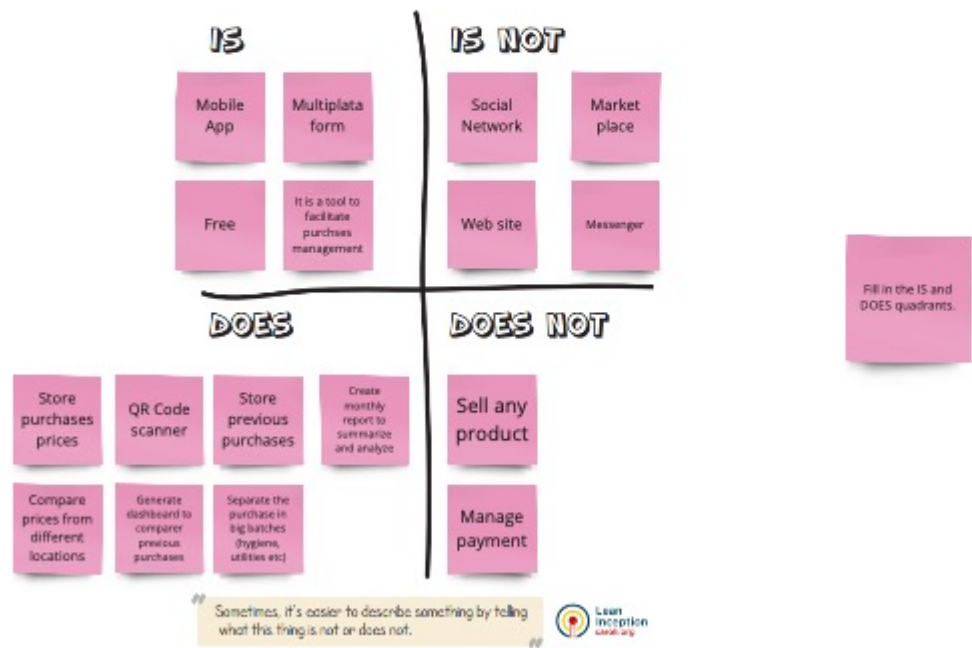 IS
IS NOT
Mobile
App
Multiplata
form
Social
Network
Market
place
Free
It is a tool to
facilitate
purchses
management
Web site
Messenger
Fill in the IS and
DOES quadrants.
DOES
DOES NOT
Store
purchases
prices
QR Code
scanner
Store
previous
purchases
Create
monthly
report to
summarize
and analyze
Sell any
product
Compare
prices from
different
locations
Generate
dashboard to
comparer
previous
purchases
Separate the
purchase in
big batches
(hygiene,
utilities etc)
Manage
payment
" Sometimes, it's easier to describe something by telling
what this thing is not or does not. "
Lean
Inception
caroli.org